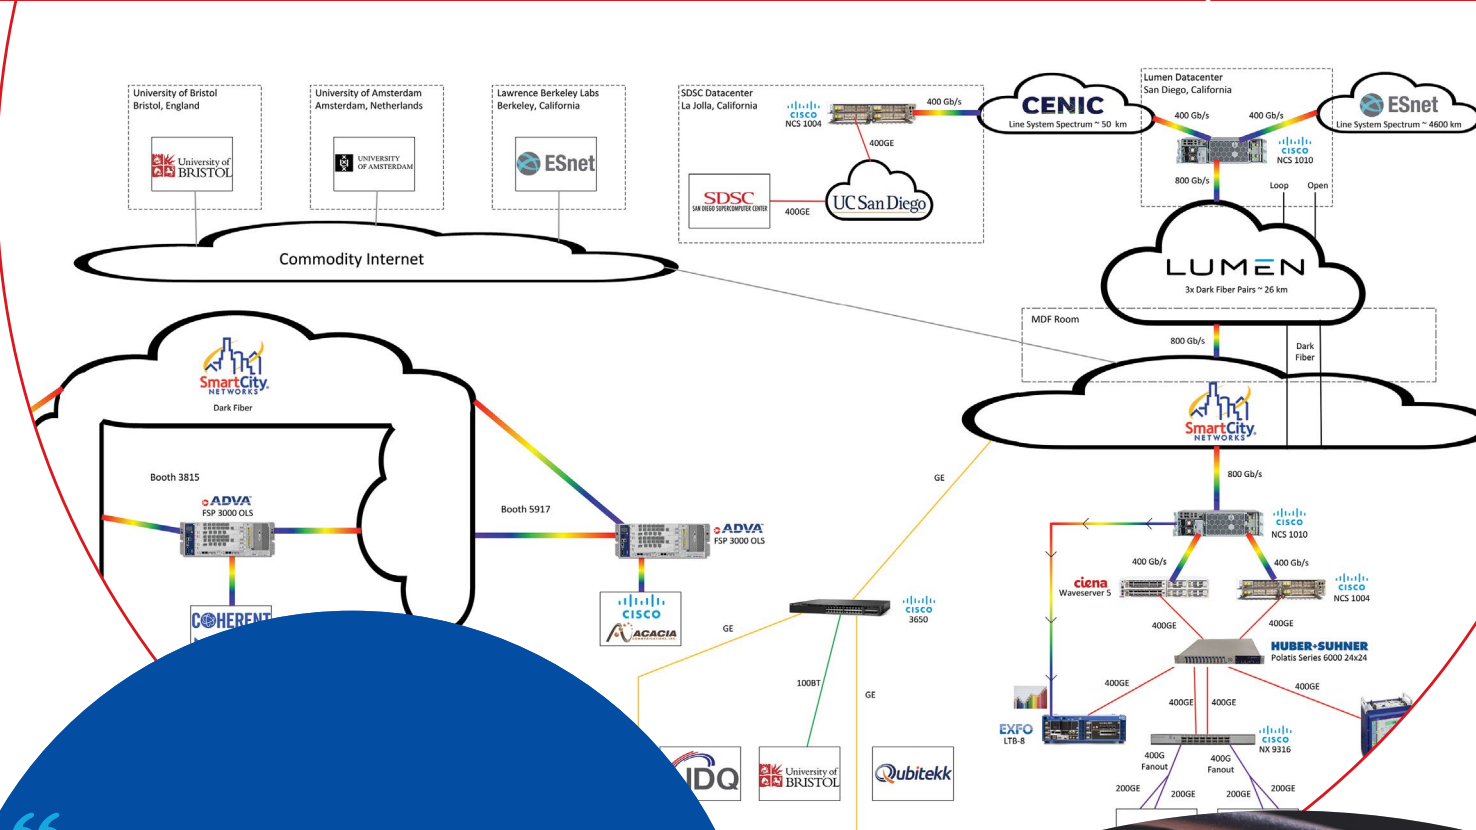 University of Bristol
Bristol, England
University of
BRISTOL
University of Amsterdam
Amsterdam, Netherlands
UNIVERSITY
OF AMSTERDAM
Lawrence Berkeley Labs
Berkeley, California
ESnet
Commodity Internet
SDSC Datacenter
La Jolla, California
CISCO
NCS 1004
400 Gb/s
400GE
SDSC
SAN DIEGO SUPERCOMPUTER CENTER
400GE
UC San Diego
CENIC
Line System Spectrum ~ 50 km
Lumen Datacenter
San Diego, California
400 Gb/s
400 Gb/s
CISCO
NCS 1010
800 Gb/s
ESnet
Line System Spectrum ~ 4600 km
Loop
Open
LUMEN
3x Dark Fiber Pairs ~ 26 km
MDF Room
800 Gb/s
Dark
Fiber
SmartCity
NETWORKS
800 Gb/s
SmartCity
NETWORKS
Dark Fiber
Booth 3815
ADVA
FSP 3000 OLS
COHERENT
Booth 5917
ADVA
FSP 3000 OLS
CISCO
ACACIA
COMMUNICATIONS, INC.
GE
CISCO
3650
GE
100BT
GE
IDQ
University of
BRISTOL
Qubitekk
CISCO
NCS 1010
400 Gb/s
400 Gb/s
ciena
Waveserver 5
CISCO
NCS 1004
400GE
400GE
HUBER+SUHNER
Polatis Series 6000 24x24
400GE
400GE
400GE
400GE
EXFO
LTB-8
CISCO
NX 9316
400G
Fanout
400G
Fanout
200GE
200GE
200GE
200GE
“